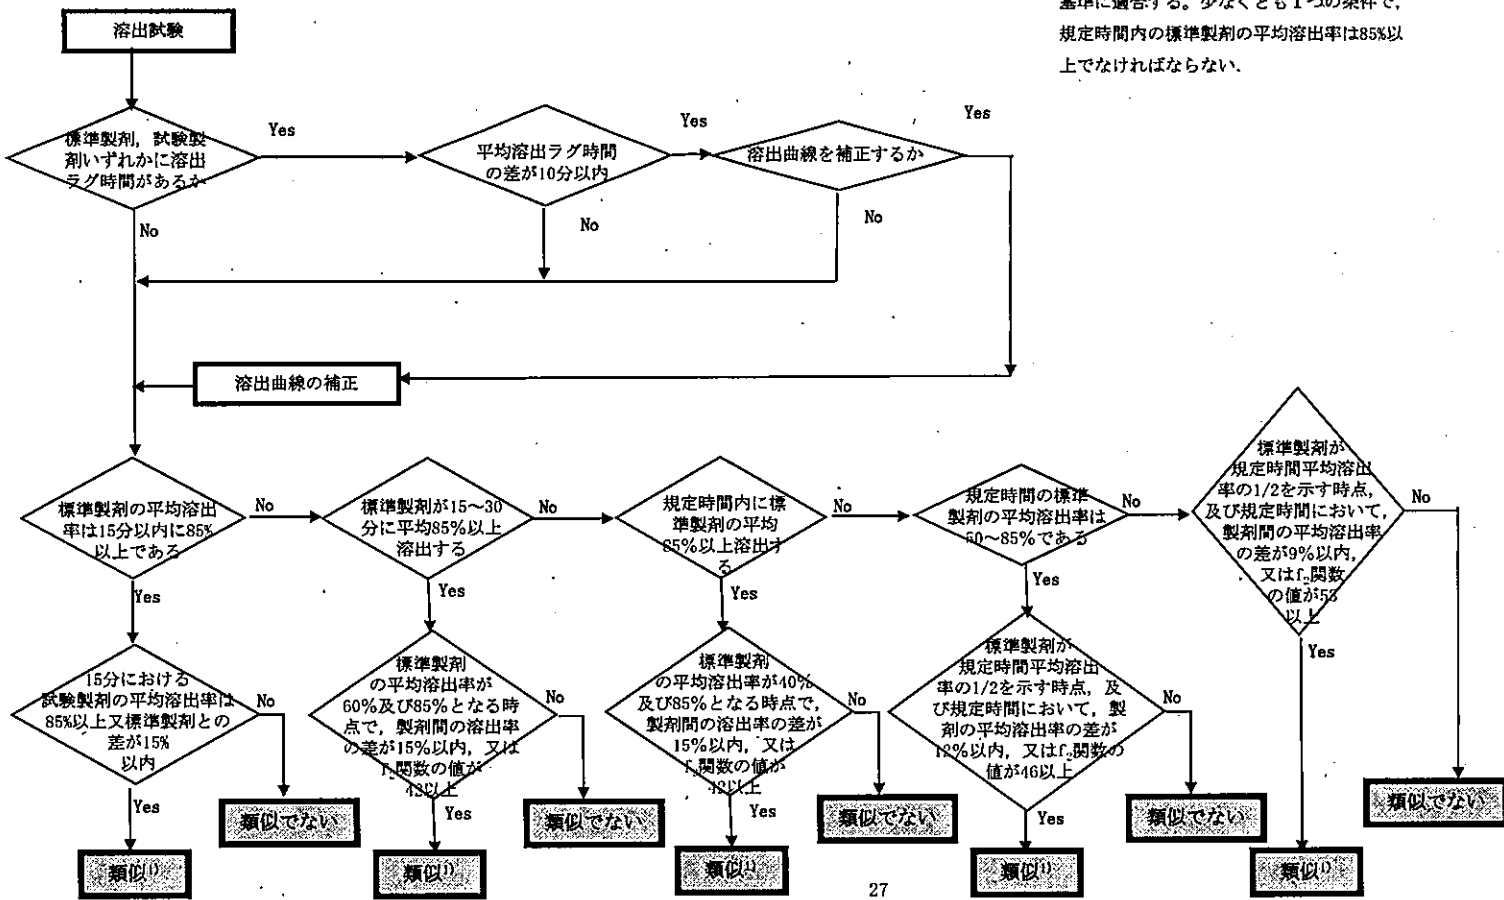 基準に適合する。少なくとも1つの条件で,
規定時間内の標準製剤の平均溶出率は85%以
上でなければならない.
溶出試験
標準製剤, 試験製
剤いずれかに溶出
ラグ時間があるか
Yes
No
平均溶出ラグ時間
の差が10分以内
Yes
No
溶出曲線を補正するか
Yes
No
溶出曲線の補正
標準製剤の平均溶出
率は15分以内に85%
以上である
No
Yes
標準製剤が15~30
分に平均85%以上
溶出する
No
Yes
規定時間内に標
準製剤の平均
85%以上溶出す
る
No
Yes
規定時間の標準
製剤の平均溶出率は
50~85%である
No
Yes
標準製剤が
規定時間平均溶出
率の1/2を示す時点,
及び規定時間において,
製剤間の平均溶出率
の差が9%以内,
又はf₂関数
の値が53
以上
No
Yes
15分における
試験製剤の平均溶出率は
85%以上又標準製剤との
差が15%
以内
No
Yes
標準製剤
の平均溶出率が
60%及び85%となる時
点で, 製剤間の溶出率
の差が15%以内, 又は
f₂関数の値が
42以上
No
Yes
標準製剤
の平均溶出率が40%
及び85%となる時点で,
製剤間の溶出率の差が
15%以内, 又は
f₂関数の値が
42以上
No
Yes
標準製剤が
規定時間平均溶出
率の1/2を示す時点, 及
び規定時間において, 製
剤の平均溶出率の差が
12%以内, 又はf₂関数の
値が46以上
No
Yes
類似でない
類似でない
類似でない
類似でない
類似でない
類似¹⁾
類似¹⁾
類似¹⁾
類似¹⁾
類似¹⁾
27